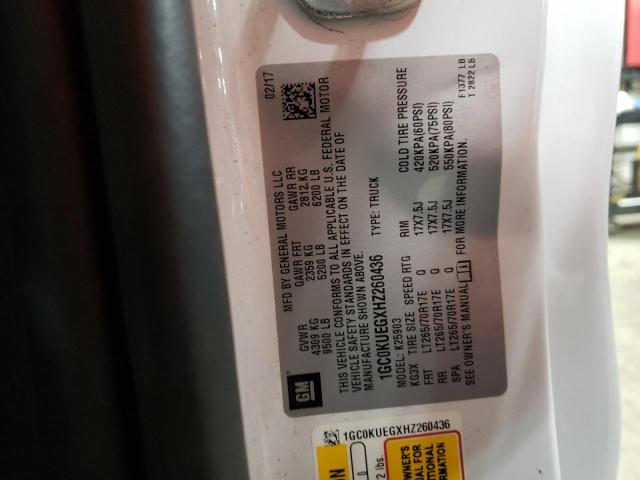 GM
MFD BY GENERAL MOTORS LLC
02/17
GVWR GAWR FRT GAWR RR
4309 KG 2359 KG 2812 KG
9500 LB 5200 LB 6200 LB
THIS VEHICLE CONFORMS TO ALL APPLICABLE U.S. FEDERAL MOTOR
VEHICLE SAFETY STANDARDS IN EFFECT ON THE DATE OF
MANUFACTURE SHOWN ABOVE.
1GC0KUEGXHZ260436 TYPE: TRUCK
MODEL: K25903
KG3X TIRE SIZE SPEED RTG RIM COLD TIRE PRESSURE
FRT LT265/70R17E Q 17X7.5J 420KPA(60PSI)
RR LT265/70R17E Q 17X7.5J 520KPA(75PSI)
SPA LT265/70R17E Q 17X7.5J 550KPA(80PSI)
SEE OWNER'S MANUAL FOR MORE INFORMATION.
F1377 LB
T 2822 LB
1GC0KUEGXHZ260436